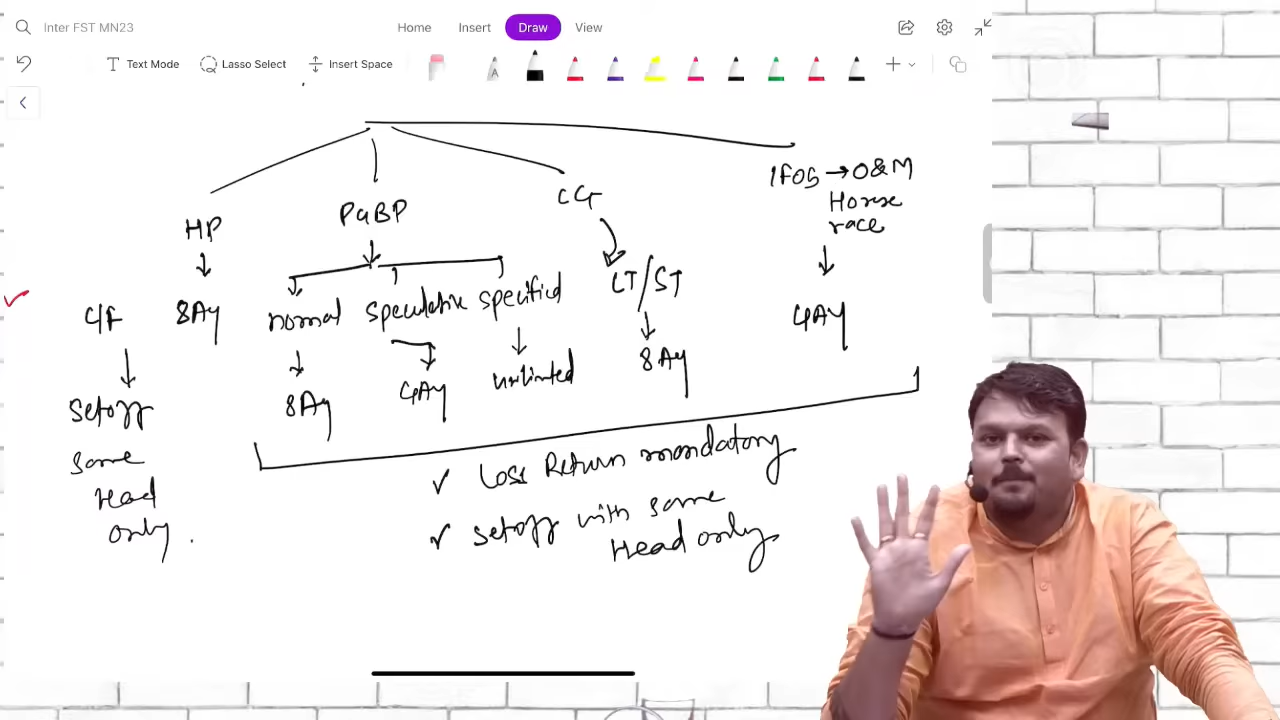 Inter FST MN23
Home Insert Draw View
Text Mode Lasso Select Insert Space
IFOS → O&M
Horse
race
HP PGBP CG
normal speculative specified LT/ST
C/F 8Ay 4AY
8Ay 4Ay unlimited 8Ay
Setoff
same
Head
only.
✓ Loss Return mandatory
✓ setoff with same
Head only